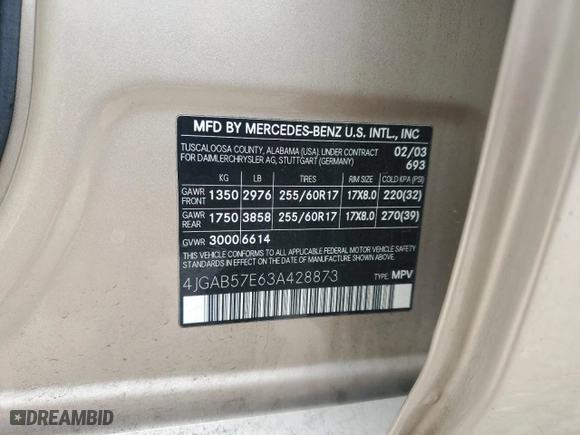 MFD BY MERCEDES-BENZ U.S. INTL., INC
TUSCALOOSA COUNTY, ALABAMA (USA). UNDER CONTRACT 02/03
FOR DAIMLERCHRYSLER AG, STUTTGART (GERMANY) 693
KG LB TIRES RIM SIZE COLD KPA (PSI)
GAWR FRONT 1350 2976 255/60R17 17X8.0 220(32)
GAWR REAR 1750 3858 255/60R17 17X8.0 270(39)
GVWR 3000 6614
THIS VEHICLE CONFORMS TO ALL APPLICABLE FEDERAL MOTOR VEHICLE SAFETY
STANDARDS IN EFFECT ON THE DATE OF MANUFACTURE SHOWN ABOVE.
4JGAB57E63A428873 TYPE: MPV
DREAMBID